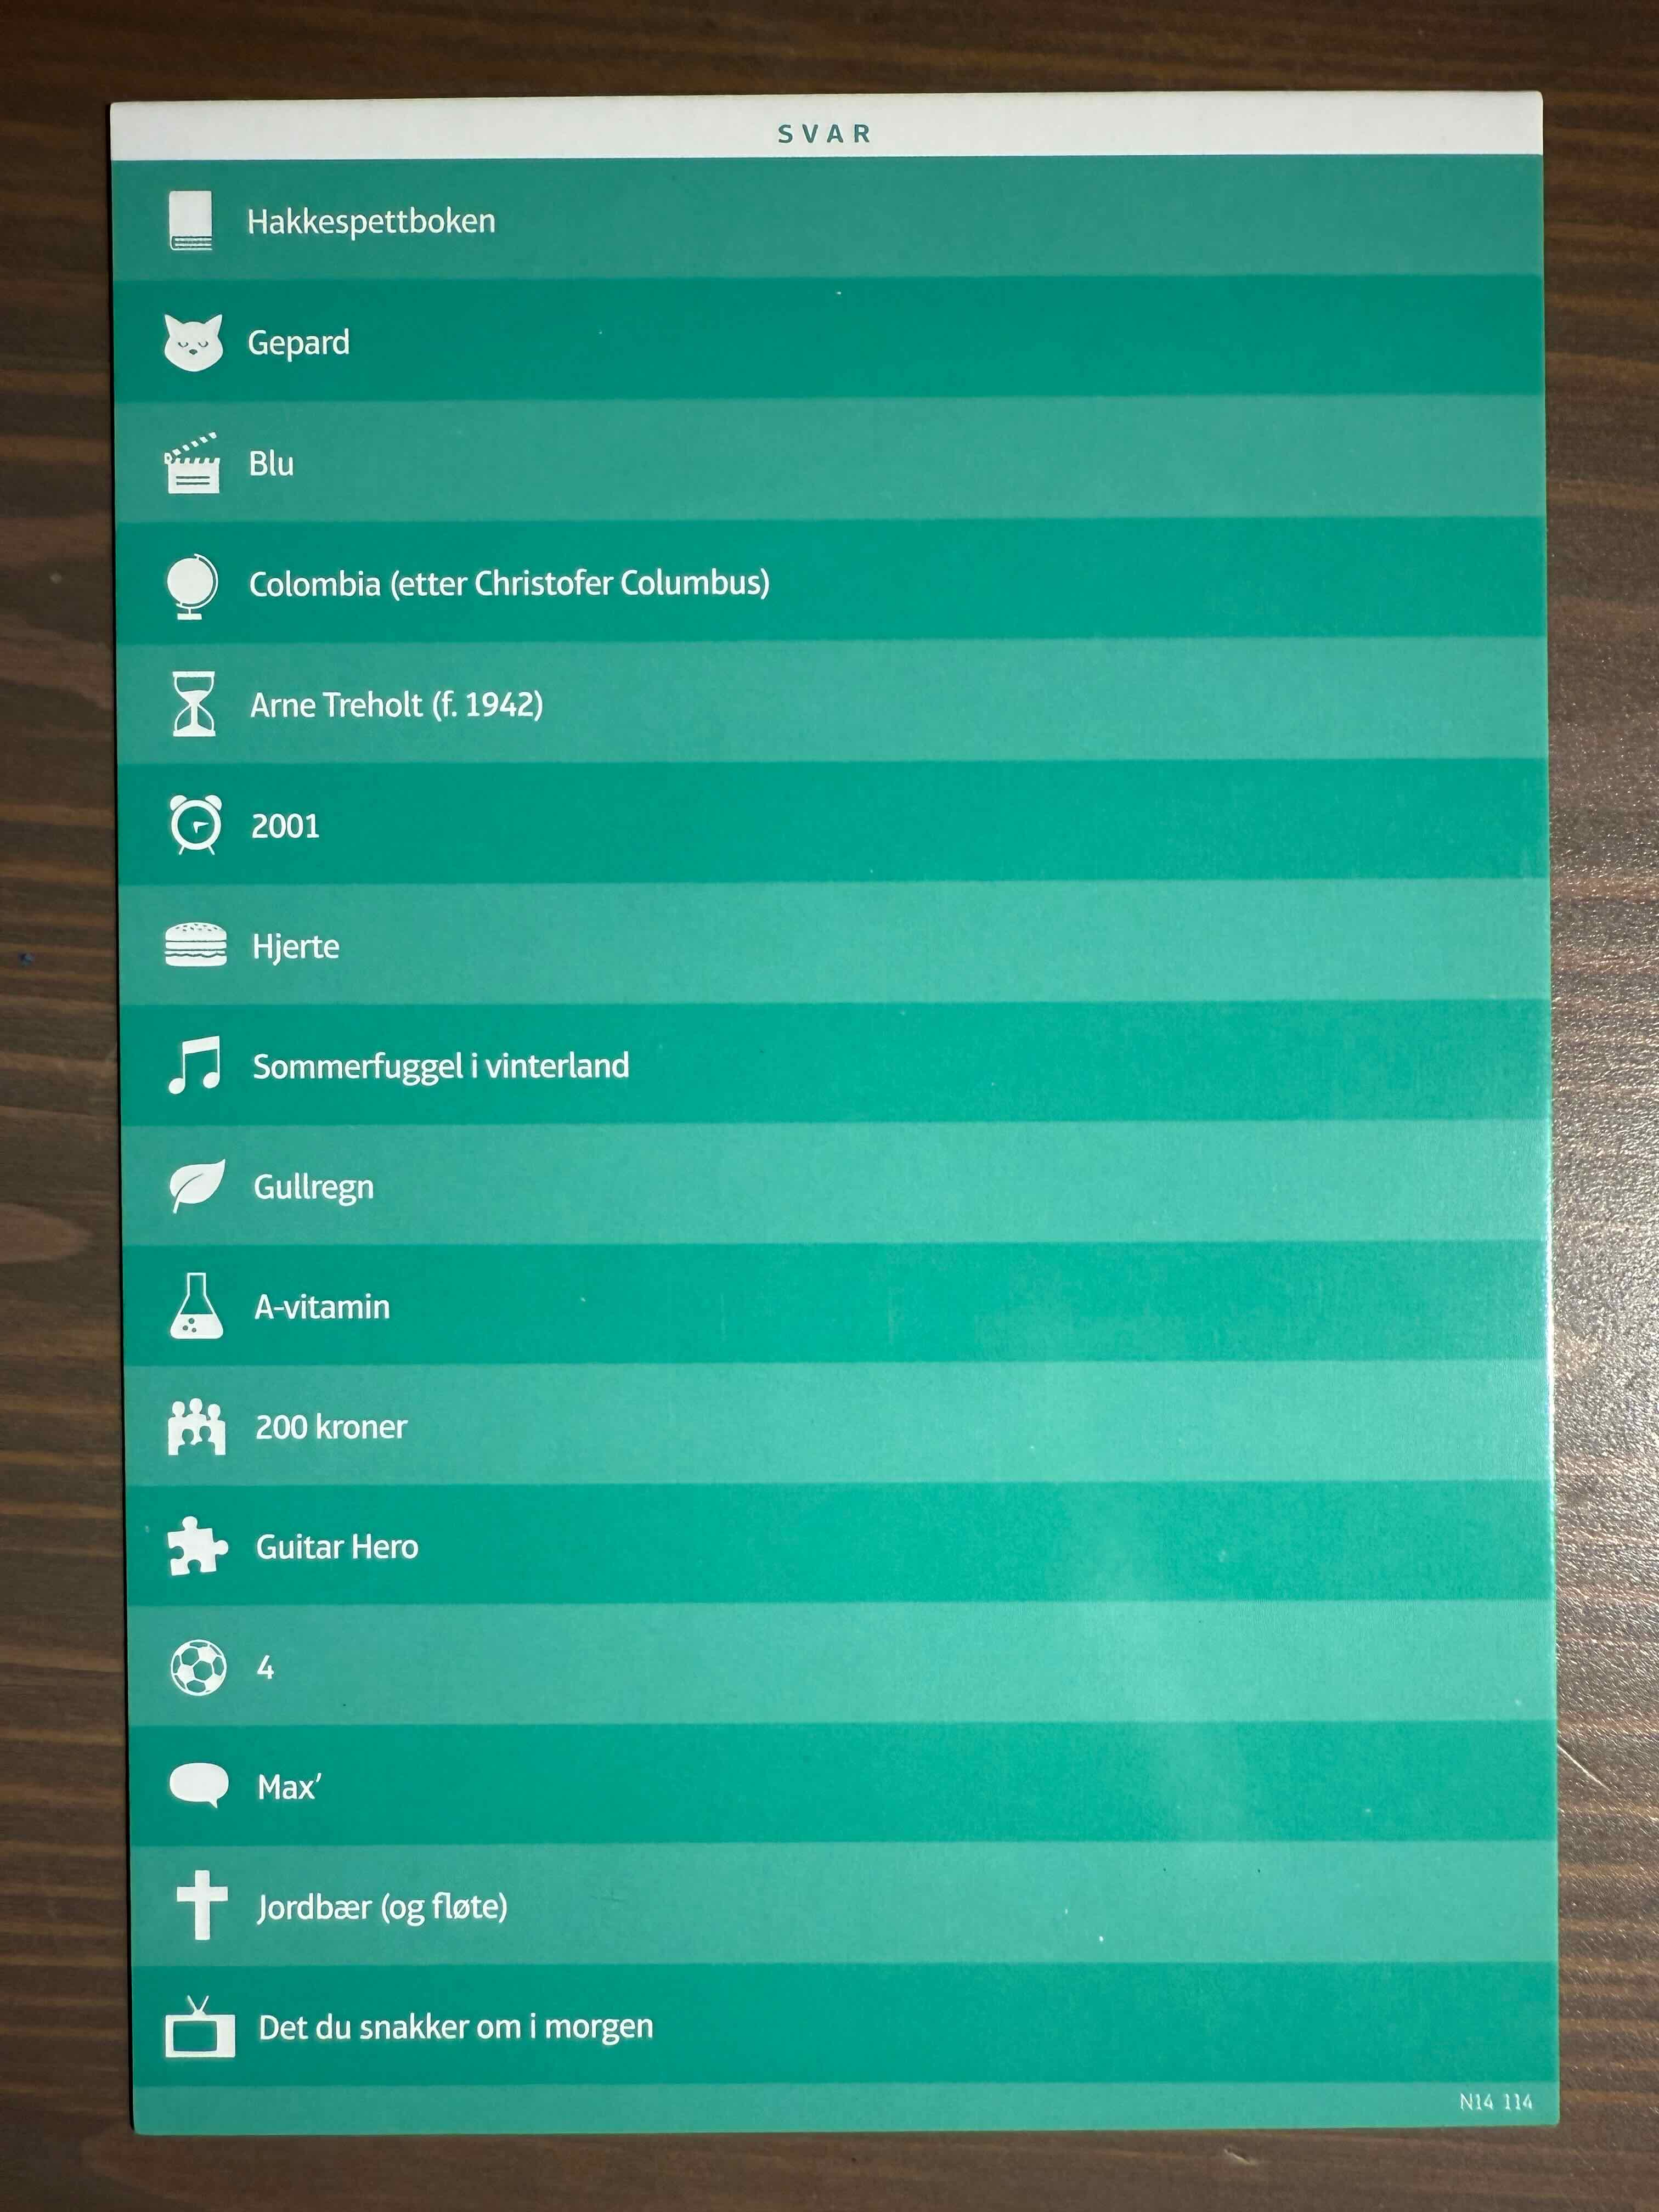 SVAR
Hakkespettboken
Gepard
Blu
Colombia (etter Christofer Columbus)
Arne Treholt (f. 1942)
2001
Hjerte
Sommerfuggel i vinterland
Gullregn
A-vitamin
200 kroner
Guitar Hero
4
Max’
Jordbær (og fløte)
Det du snakker om i morgen
N14 114